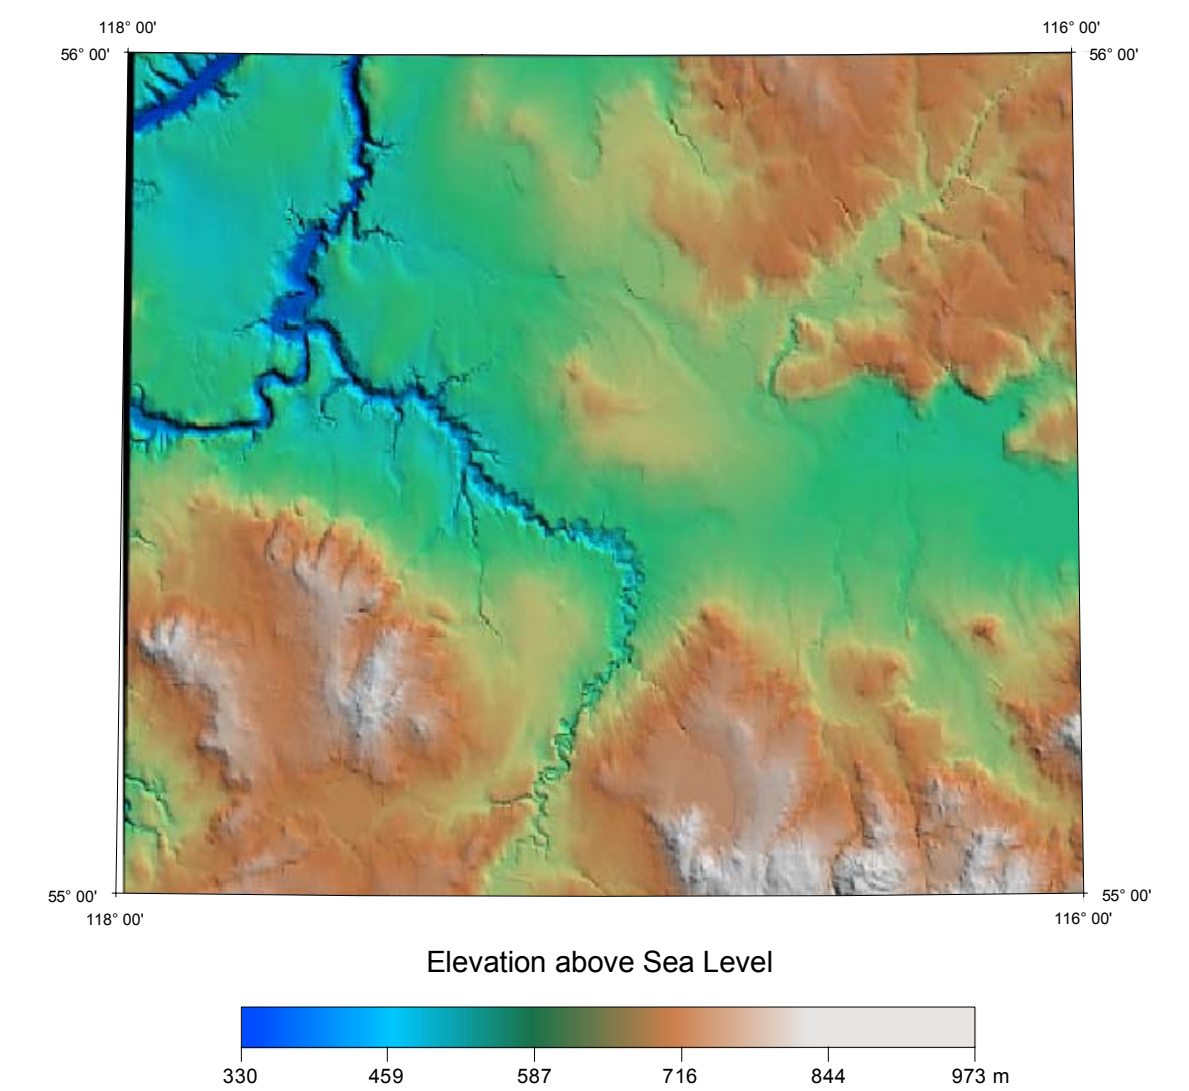 118° 00' 116° 00'
56° 00' 56° 00'
55° 00' 55° 00'
118° 00' 116° 00'
Elevation above Sea Level
330 459 587 716 844 973 m